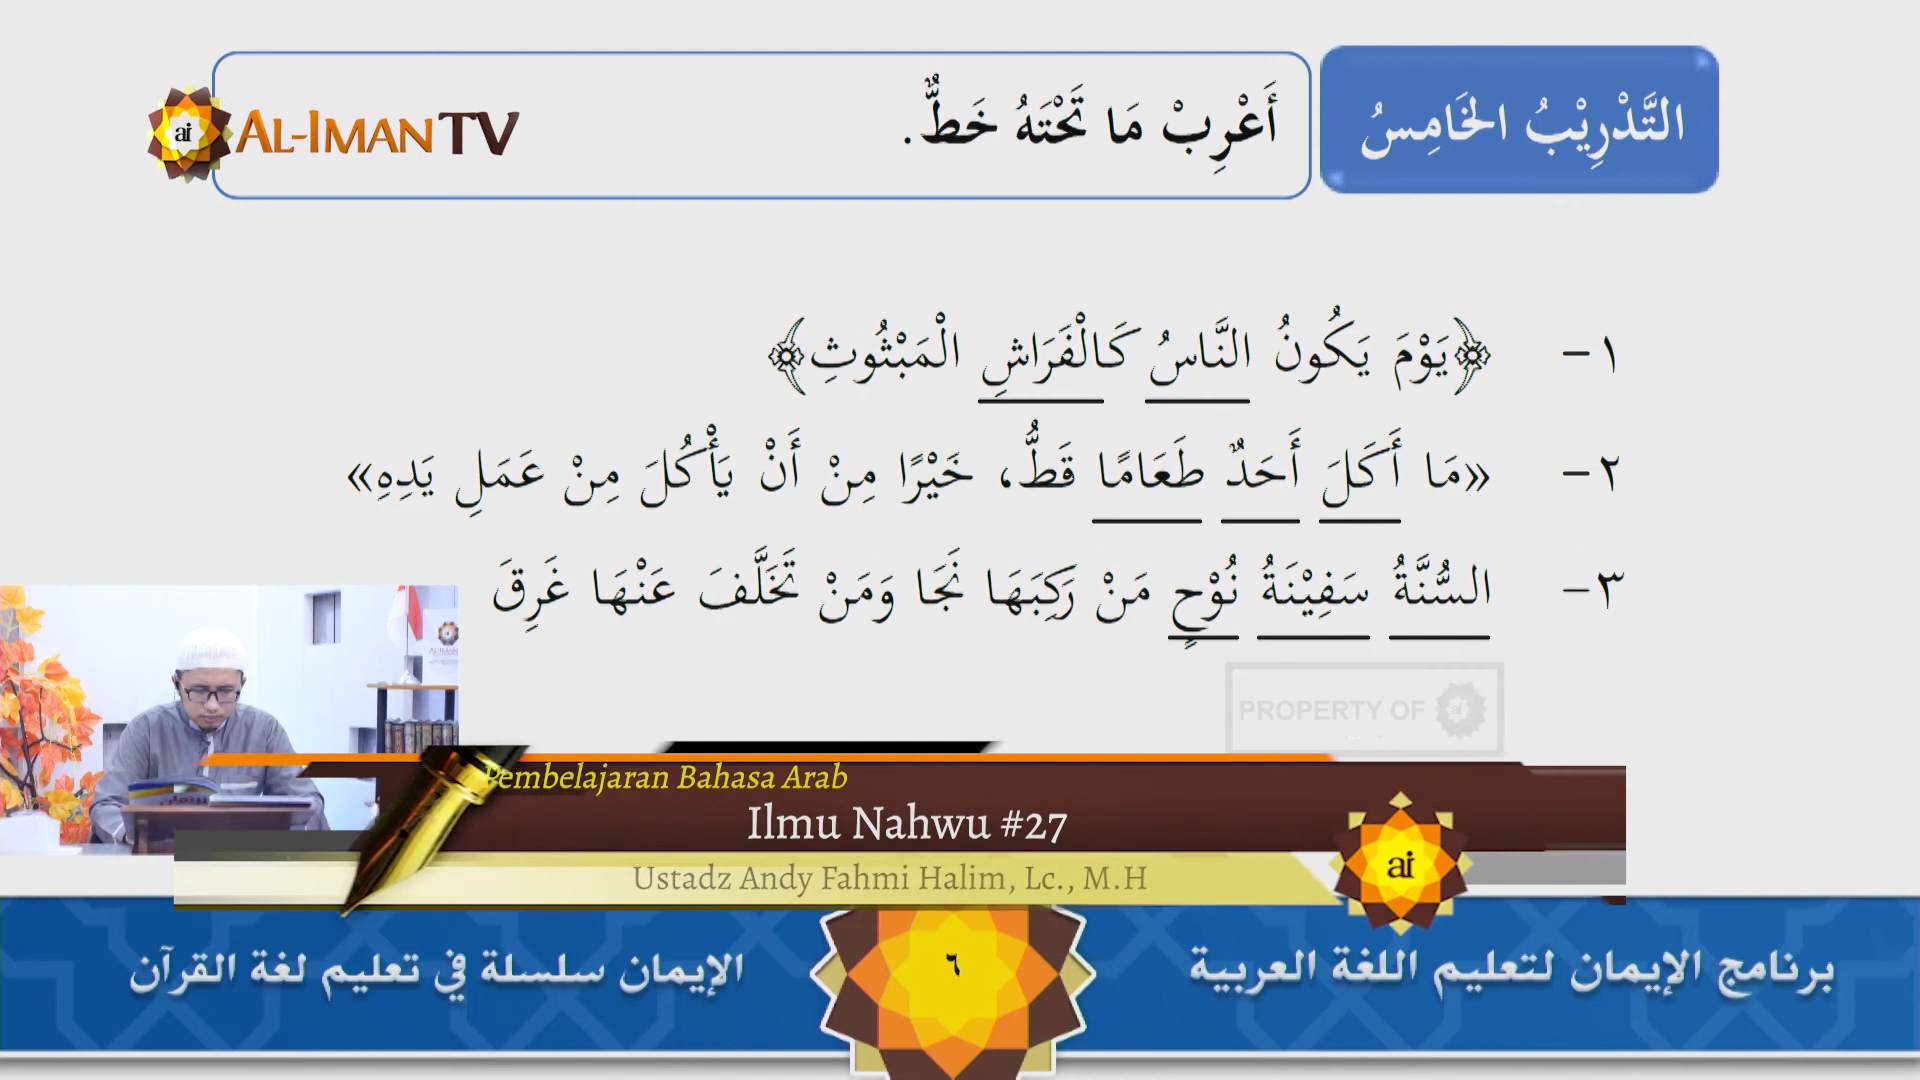 التَّدْرِيْبُ الخَامِسُ
أَعْرِبْ مَا تَحْتَهُ خَطٌّ.
AL-IMAN TV
ai
١- ﴿يَوْمَ يَكُونُ النَّاسُ كَالْفَرَاشِ الْمَبْثُوثِ﴾
٢- «مَا أَكَلَ أَحَدٌ طَعَامًا قَطُّ، خَيْرًا مِنْ أَنْ يَأْكُلَ مِنْ عَمَلِ يَدِهِ»
٣- السُّنَّةُ سَفِيْنَةُ نُوْحٍ مَنْ رَكِبَهَا نَجَا وَمَنْ تَخَلَّفَ عَنْهَا غَرِقَ
PROPERTY OF ai
Pembelajaran Bahasa Arab
Ilmu Nahwu #27
Ustadz Andy Fahmi Halim, Lc., M.H
ai
برنامج الإيمان لتعليم اللغة العربية
٦
الإيمان سلسلة في تعليم لغة القرآن